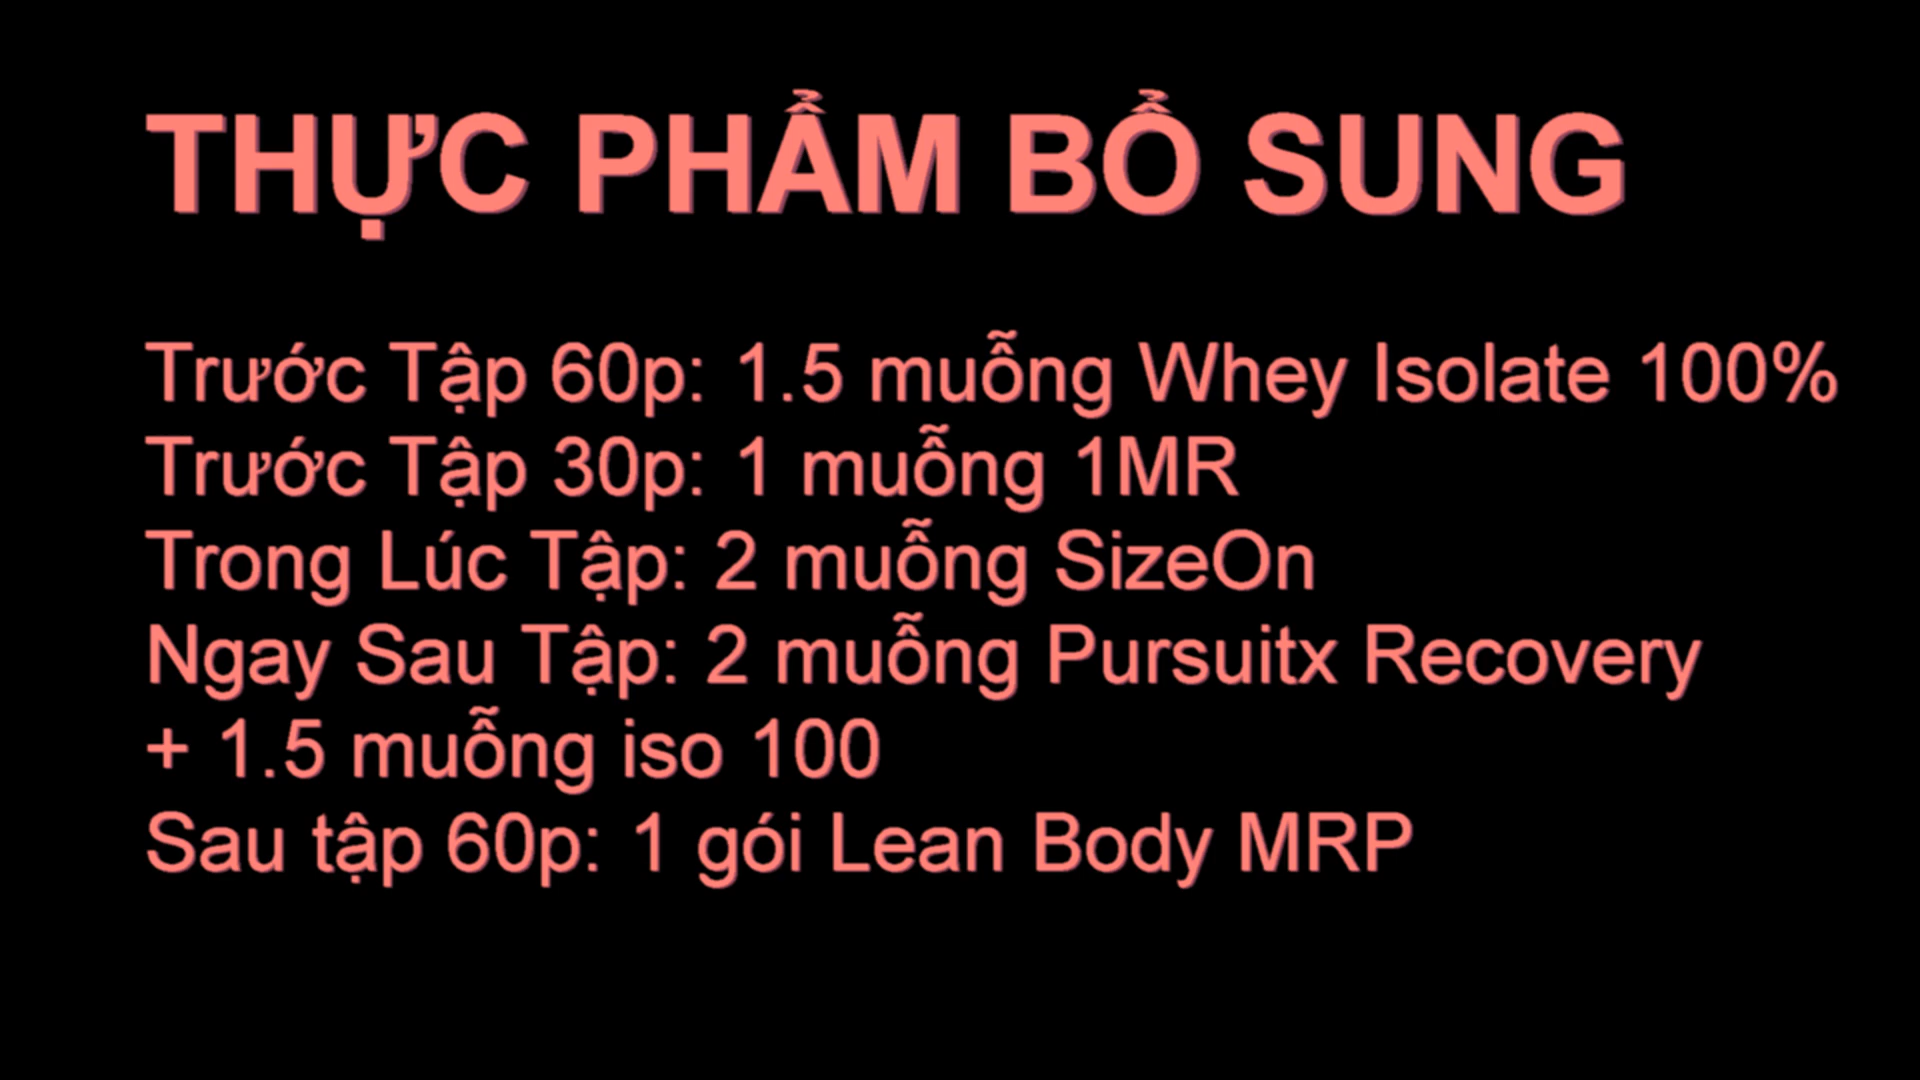 THỰC PHẨM BỔ SUNG
Trước Tập 60p: 1.5 muỗng Whey Isolate 100%
Trước Tập 30p: 1 muỗng 1MR
Trong Lúc Tập: 2 muỗng SizeOn
Ngay Sau Tập: 2 muỗng Pursuitx Recovery
+ 1.5 muỗng iso 100
Sau tập 60p: 1 gói Lean Body MRP